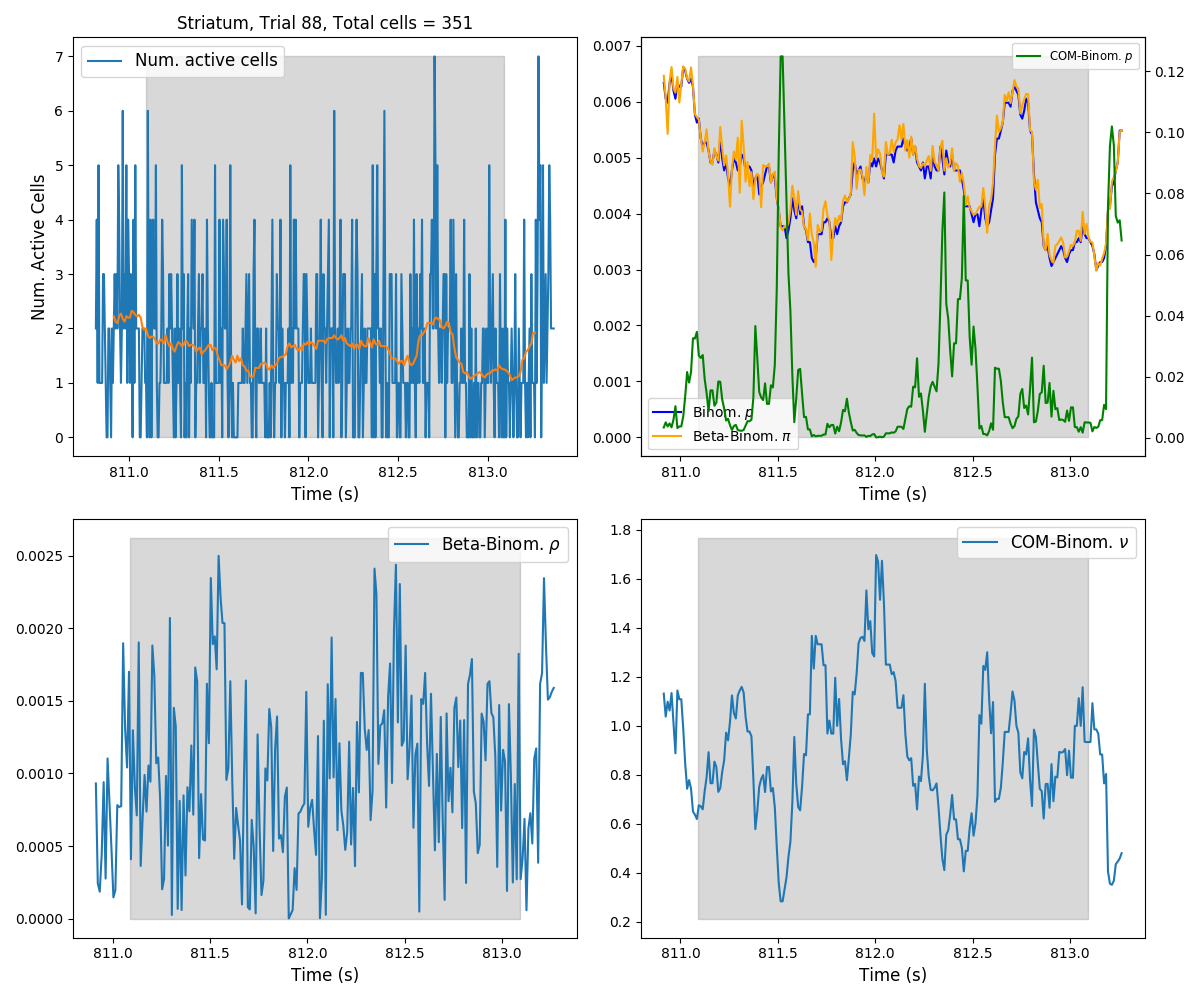 Striatum, Trial 88, Total cells = 351
Num. active cells
Num. Active Cells
7
6
5
4
3
2
1
0
811.0 811.5 812.0 812.5 813.0
Time (s)
COM-Binom. p
Binom. p
Beta-Binom. π
0.007
0.006
0.005
0.004
0.003
0.002
0.001
0.000
0.12
0.10
0.08
0.06
0.04
0.02
0.00
811.0 811.5 812.0 812.5 813.0
Time (s)
Beta-Binom. ρ
0.0025
0.0020
0.0015
0.0010
0.0005
0.0000
811.0 811.5 812.0 812.5 813.0
Time (s)
COM-Binom. ν
1.8
1.6
1.4
1.2
1.0
0.8
0.6
0.4
0.2
811.0 811.5 812.0 812.5 813.0
Time (s)